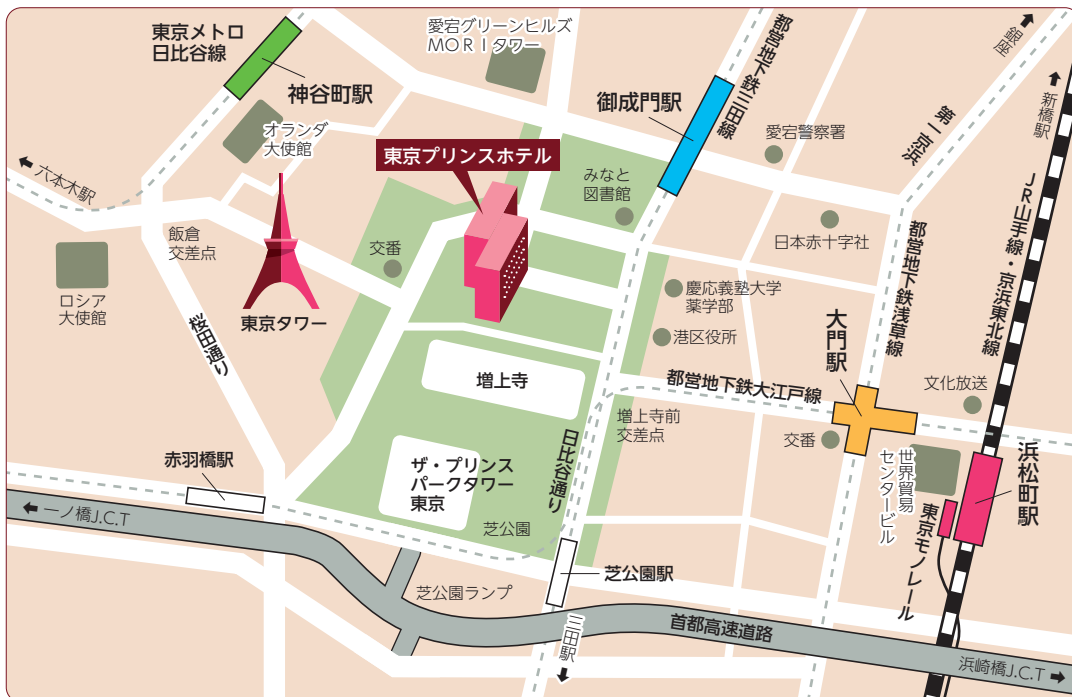 東京メトロ
日比谷線
神谷町駅
愛宕グリーンヒルズ
MORIタワー
都営地下鉄三田線
御成門駅
銀座
新橋駅
第一京浜
愛宕警察署
オランダ
大使館
東京プリンスホテル
みなと
図書館
六本木駅
飯倉
交差点
交番
日本赤十字社
JR山手線・京浜東北線
都営地下鉄浅草線
ロシア
大使館
東京タワー
慶応義塾大学
薬学部
港区役所
大門駅
桜田通り
増上寺
都営地下鉄大江戸線
文化放送
増上寺前
交差点
交番
日比谷通り
赤羽橋駅
ザ・プリンス
パークタワー
東京
世界貿易
センタービル
浜松町駅
東京モノレール
一ノ橋J.C.T
芝公園
芝公園駅
芝公園ランプ
首都高速道路
三田駅
浜崎橋J.C.T